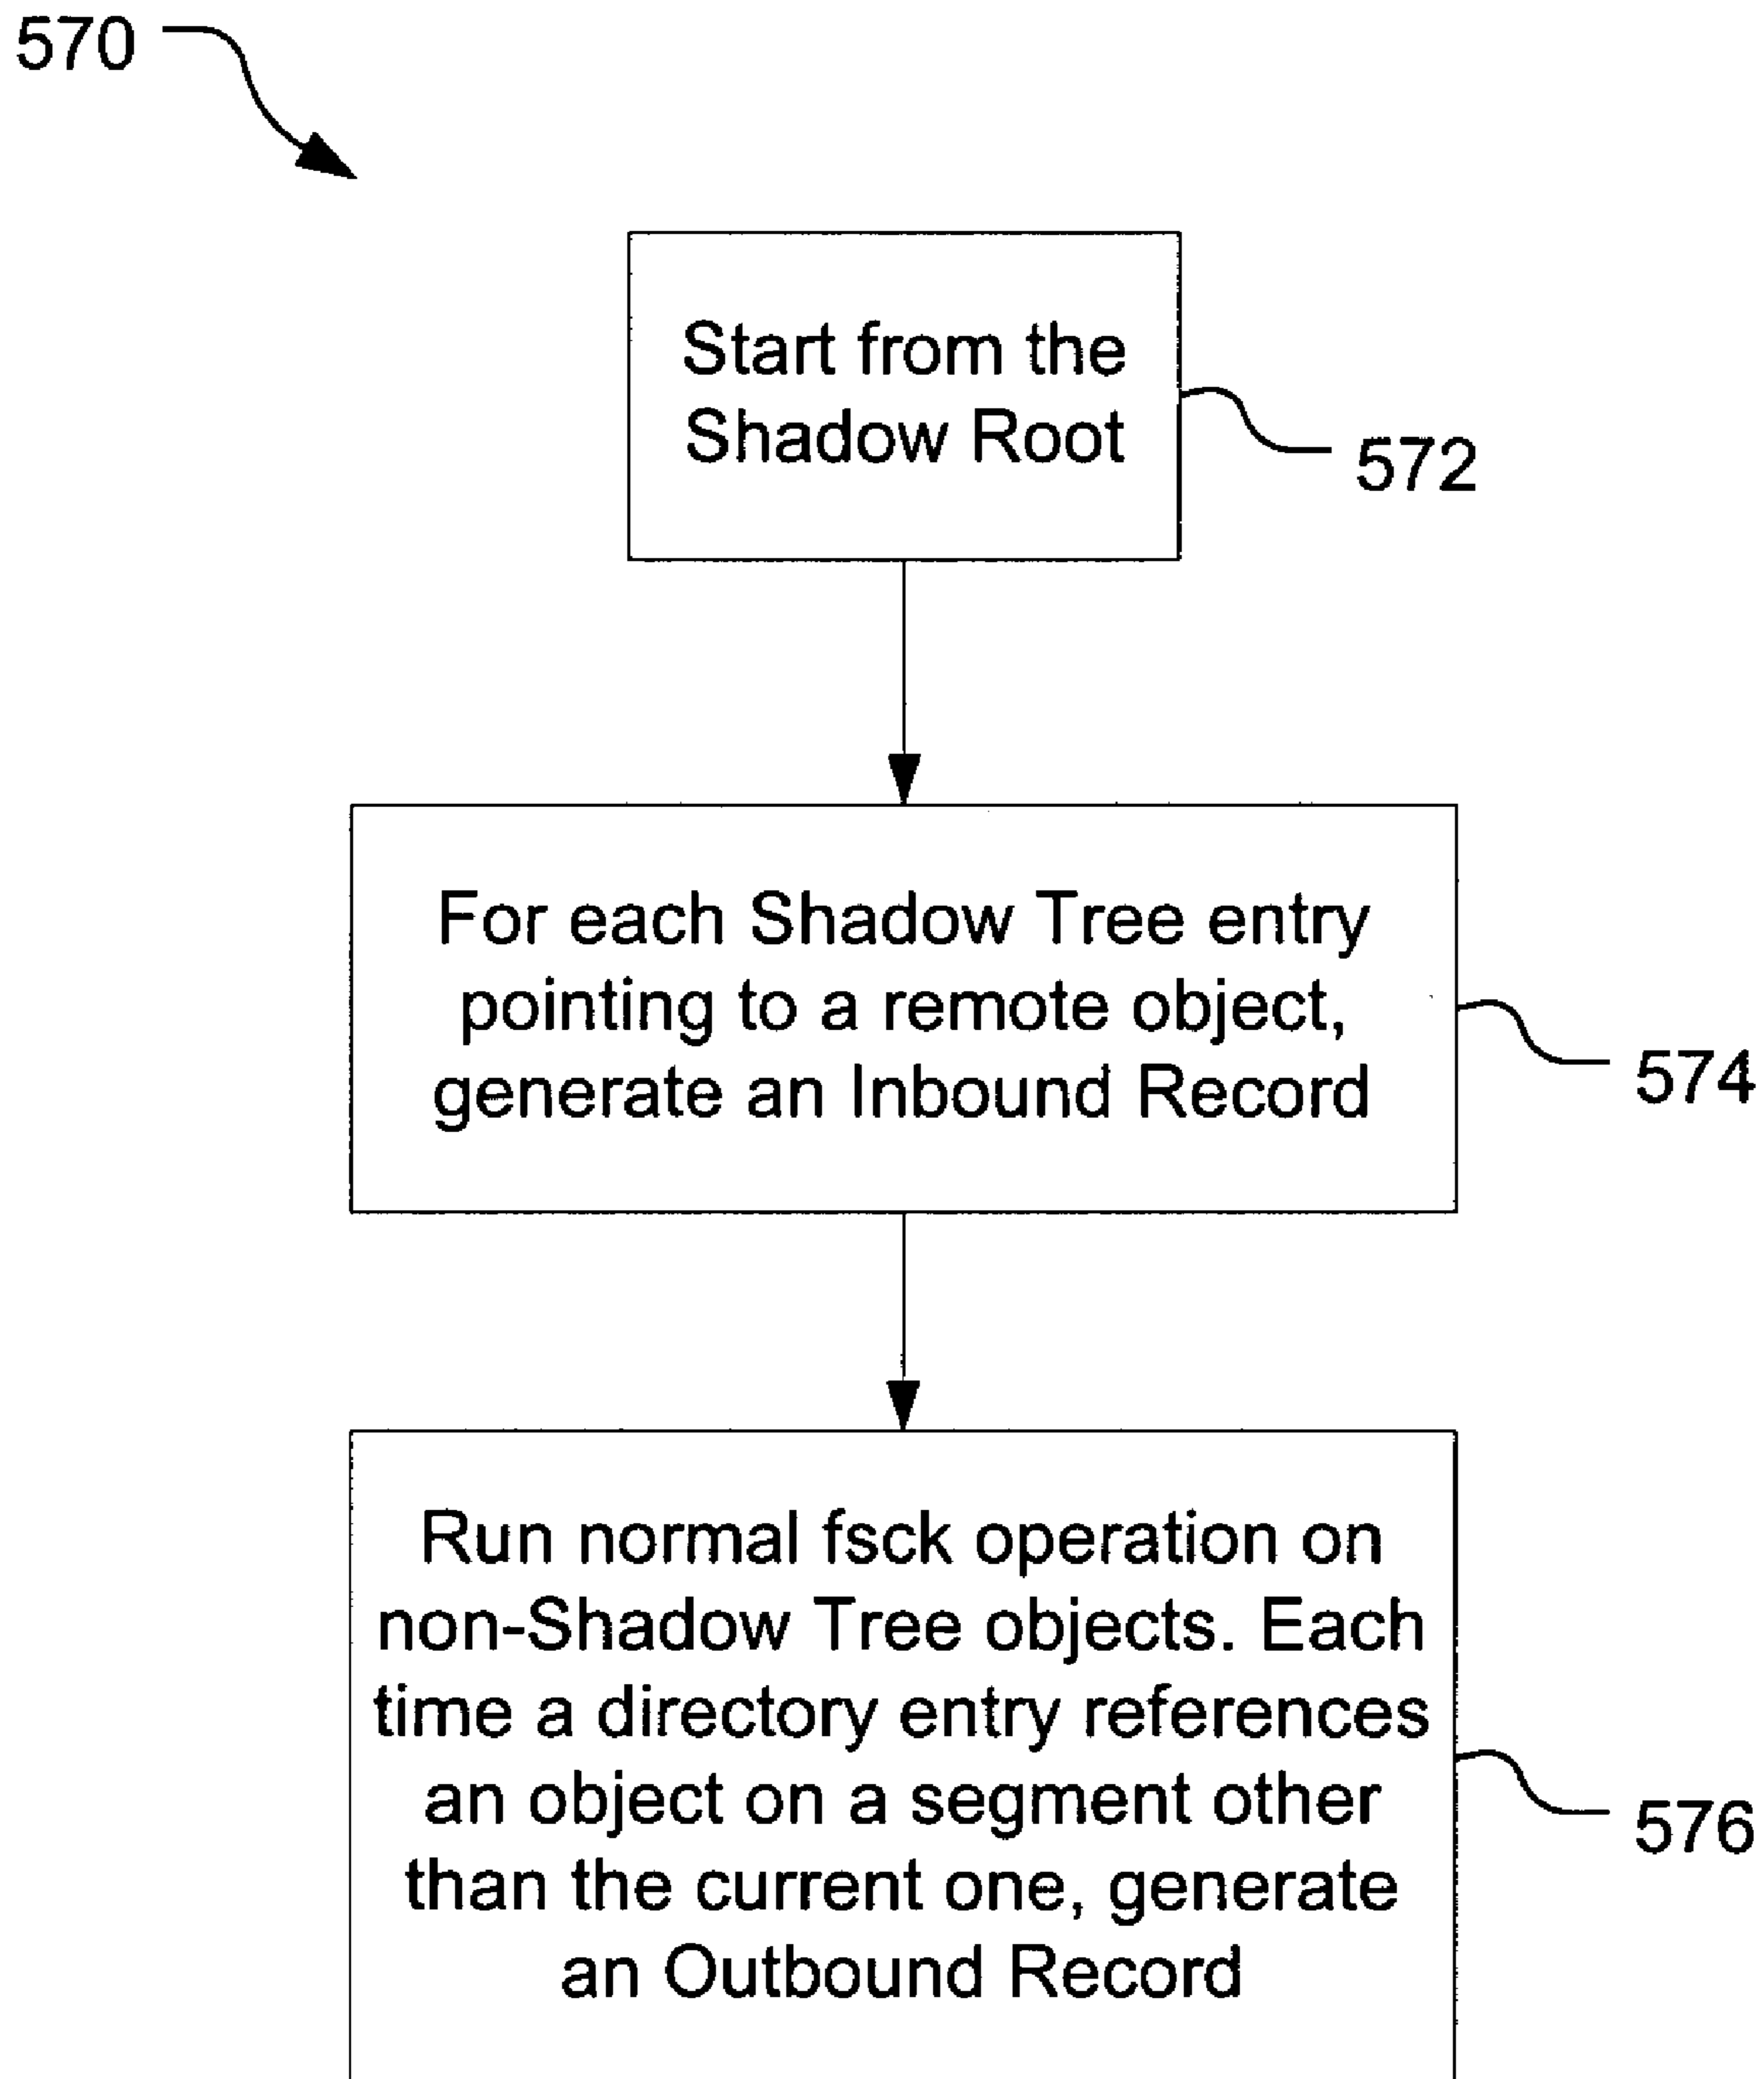 570
Start from the
Shadow Root
572
For each Shadow Tree entry
pointing to a remote object,
generate an Inbound Record
574
Run normal fsck operation on
non-Shadow Tree objects. Each
time a directory entry references
an object on a segment other
than the current one, generate
an Outbound Record
576